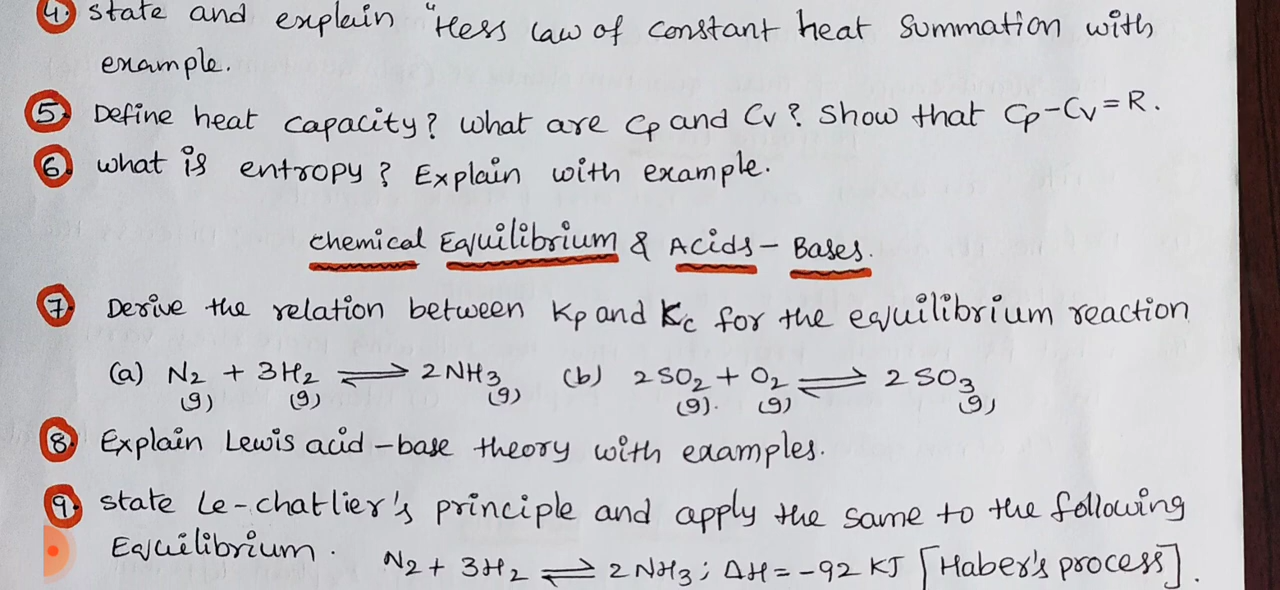 4. state and explain "Hess law of constant heat summation with
example.
5. Define heat capacity? what are Cp and Cv? Show that Cp-Cv=R.
6. what is entropy? Explain with example.
chemical Equilibrium & Acids- Bases.
7. Derive the relation between Kp and Kc for the equilibrium reaction
(a) N2(g) + 3H2(g) ⇌ 2NH3(g) (b) 2SO2(g). + O2(g) ⇌ 2SO3(g)
8. Explain Lewis acid-base theory with examples.
9. state Le-chatlier's principle and apply the same to the following
Equilibrium. N2 + 3H2 ⇌ 2NH3; ΔH = -92 KJ [Haber's process].